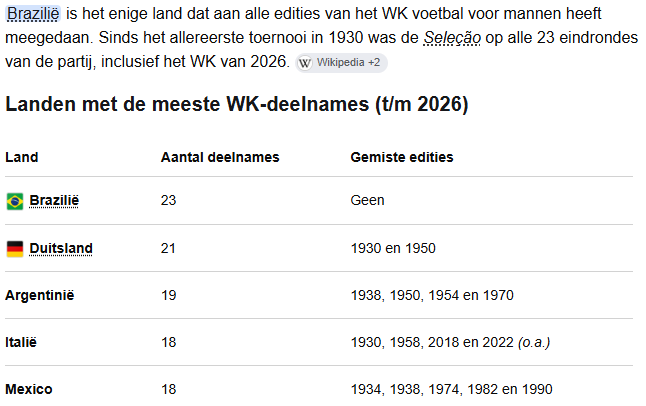 Brazilië is het enige land dat aan alle edities van het WK voetbal voor mannen heeft
meegedaan. Sinds het allereerste toernooi in 1930 was de Seleção op alle 23 eindrondes
van de partij, inclusief het WK van 2026. W Wikipedia +2
Landen met de meeste WK-deelnames (t/m 2026)
Land Aantal deelnames Gemiste edities
Brazilië 23 Geen
Duitsland 21 1930 en 1950
Argentinië 19 1938, 1950, 1954 en 1970
Italië 18 1930, 1958, 2018 en 2022 (o.a.)
Mexico 18 1934, 1938, 1974, 1982 en 1990